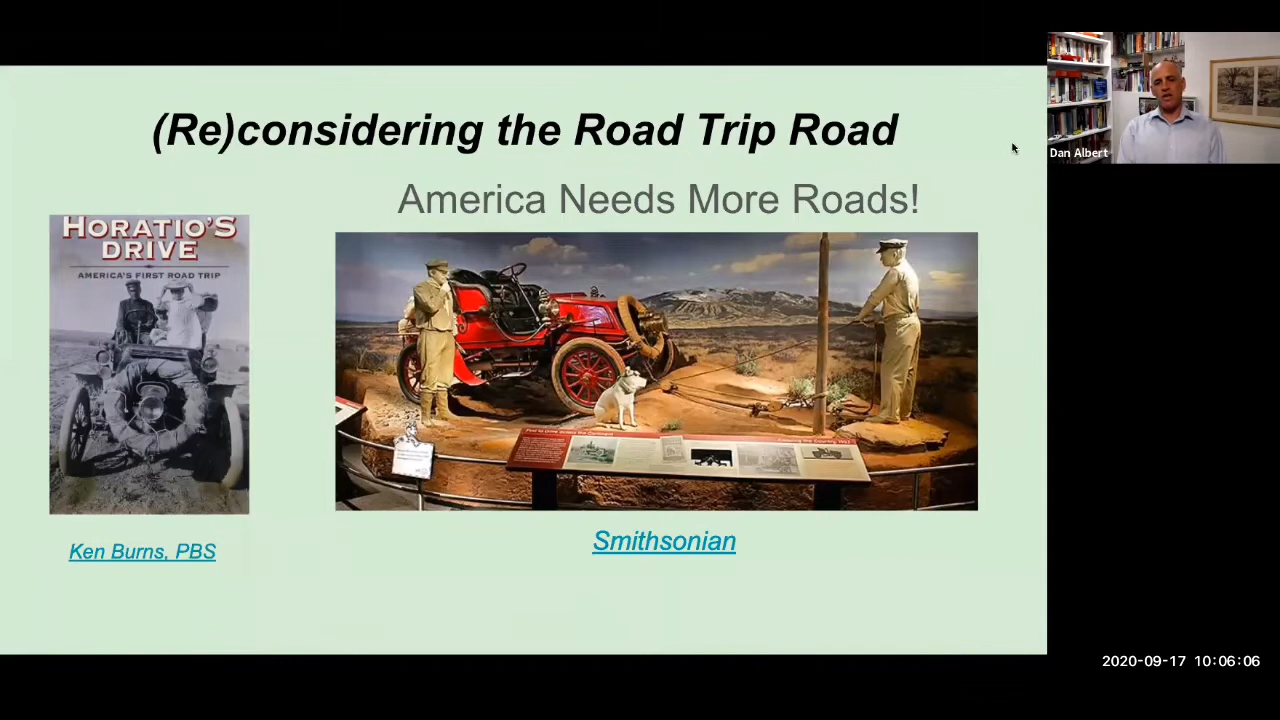 (Re)considering the Road Trip Road
America Needs More Roads!
HORATIO'S
DRIVE
AMERICA'S FIRST ROAD TRIP
Ken Burns, PBS
Smithsonian
Dan Albert
2020-09-17 10:06:06